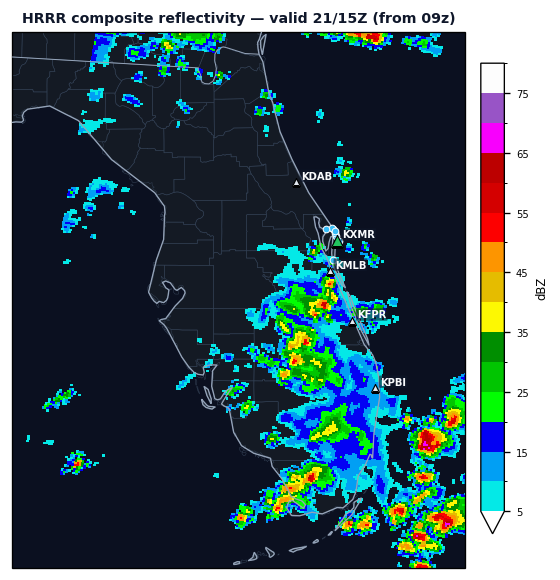 HRRR composite reflectivity — valid 21/15Z (from 09z)
KDAB
KXMR
KMLB
KFPR
KPBI
75
65
55
45
35
25
15
5
dBZ